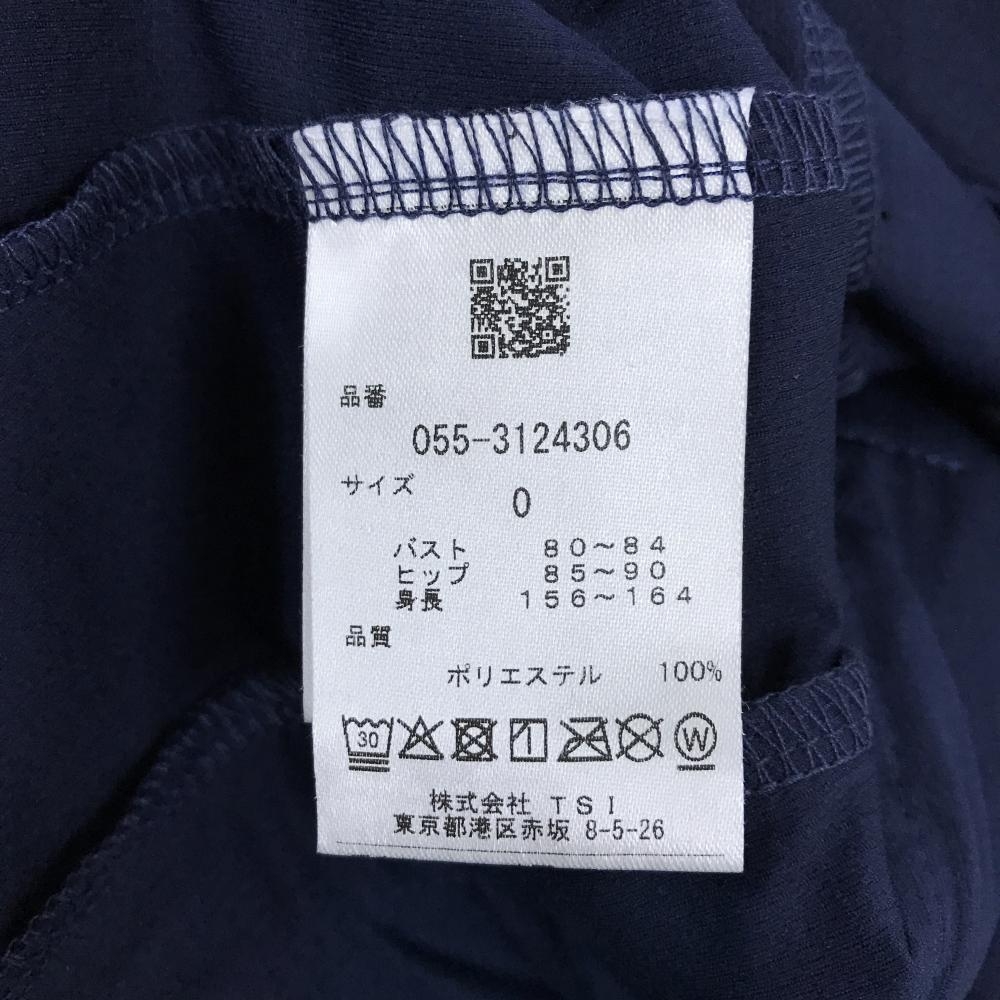 品番
055-3124306
サイズ
0
バスト 80～84
ヒップ 85～90
身長 156～164
品質
ポリエステル 100%
30 W
株式会社 TSI
東京都港区赤坂 8-5-26